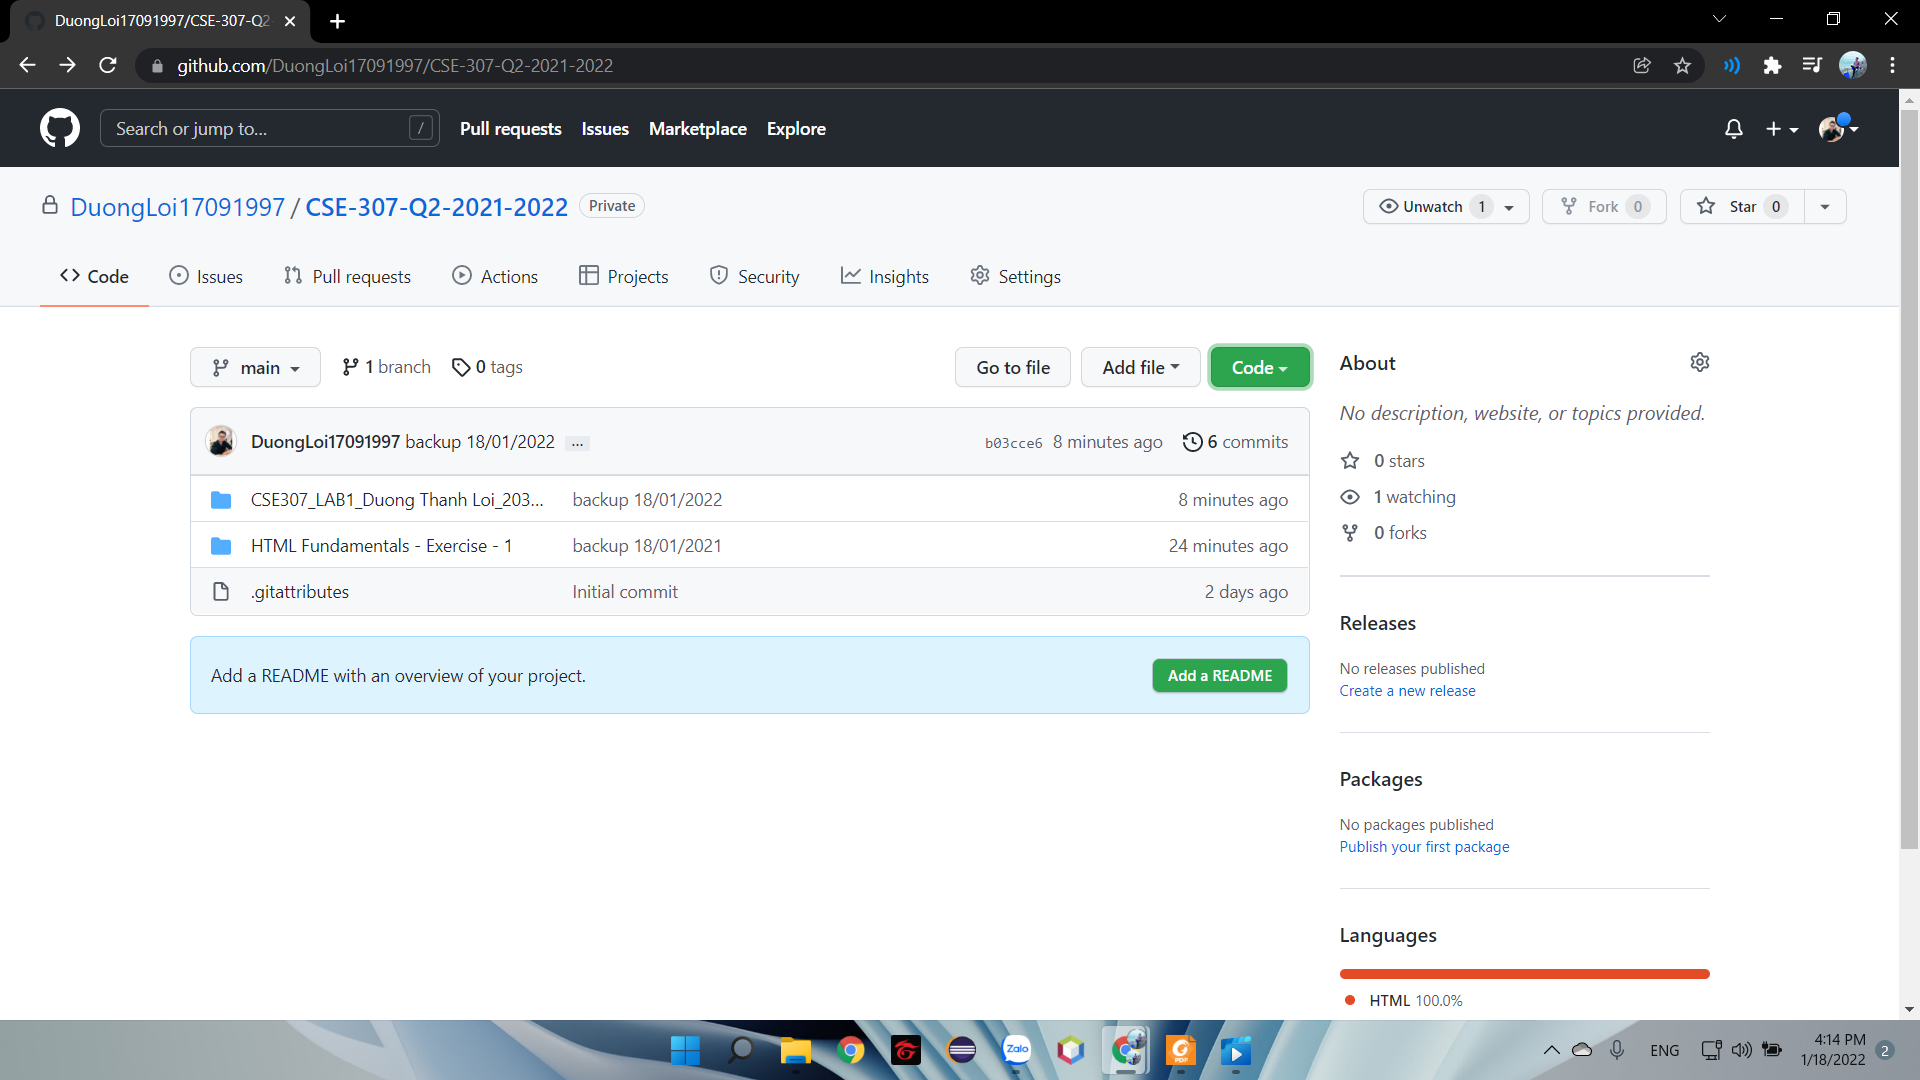 DuongLoi17091997/CSE-307-Q2-
github.com/DuongLoi17091997/CSE-307-Q2-2021-2022
Search or jump to... / Pull requests Issues Marketplace Explore
DuongLoi17091997 / CSE-307-Q2-2021-2022 Private Unwatch 1 Fork 0 Star 0
Code Issues Pull requests Actions Projects Security Insights Settings
main 1 branch 0 tags Go to file Add file Code
DuongLoi17091997 backup 18/01/2022 ... b03cce6 8 minutes ago 6 commits
CSE307_LAB1_Duong Thanh Loi_203... backup 18/01/2022 8 minutes ago
HTML Fundamentals - Exercise - 1 backup 18/01/2021 24 minutes ago
.gitattributes Initial commit 2 days ago
Add a README with an overview of your project. Add a README
About
No description, website, or topics provided.
0 stars
1 watching
0 forks
Releases
No releases published
Create a new release
Packages
No packages published
Publish your first package
Languages
HTML 100.0%
Zalo
PDF
ENG
4:14 PM
1/18/2022
2